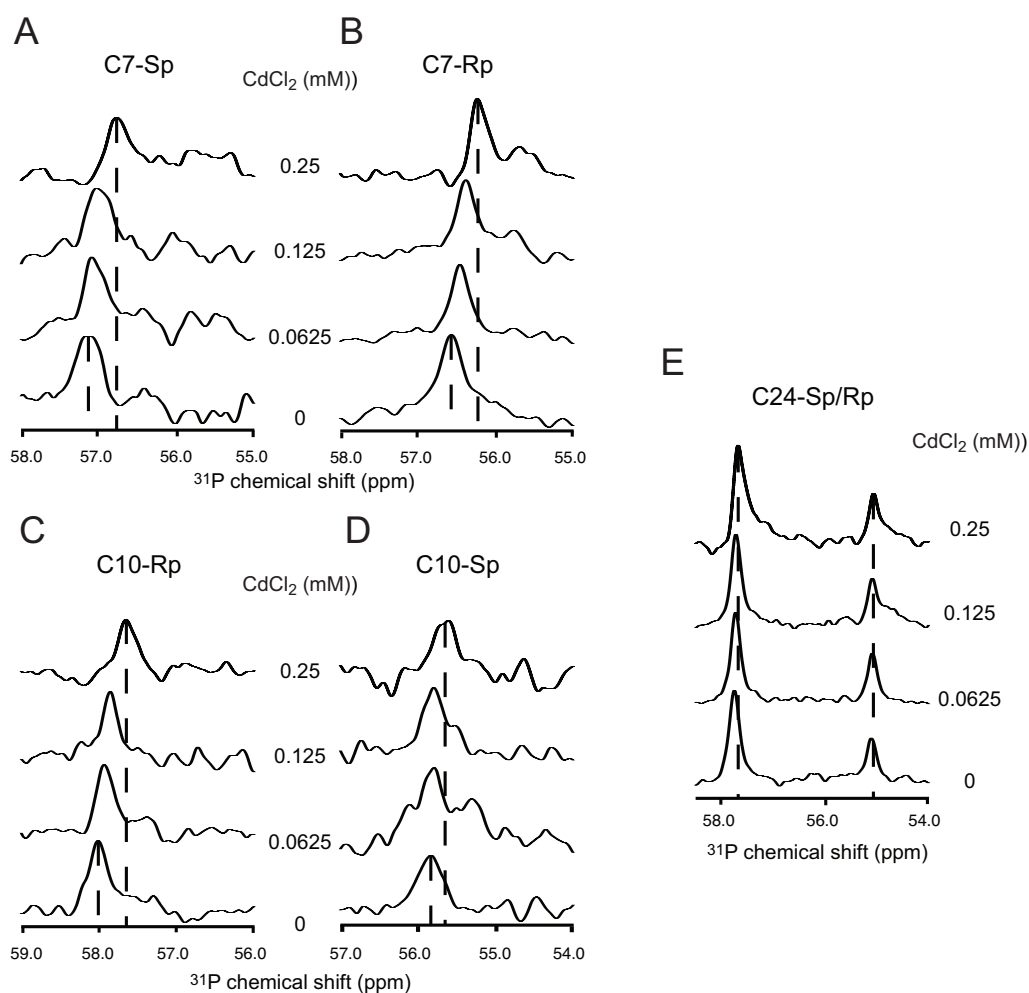 A
B
C7-Sp
C7-Rp
CdCl2 (mM))
0.25
0.125
0.0625
0
58.0 57.0 56.0 55.0
58.0 57.0 56.0 55.0
31P chemical shift (ppm)
C
D
C10-Rp
C10-Sp
CdCl2 (mM))
0.25
0.125
0.0625
0
59.0 58.0 57.0 56.0
57.0 56.0 55.0 54.0
31P chemical shift (ppm)
E
C24-Sp/Rp
CdCl2 (mM))
0.25
0.125
0.0625
0
58.0 56.0 54.0
31P chemical shift (ppm)